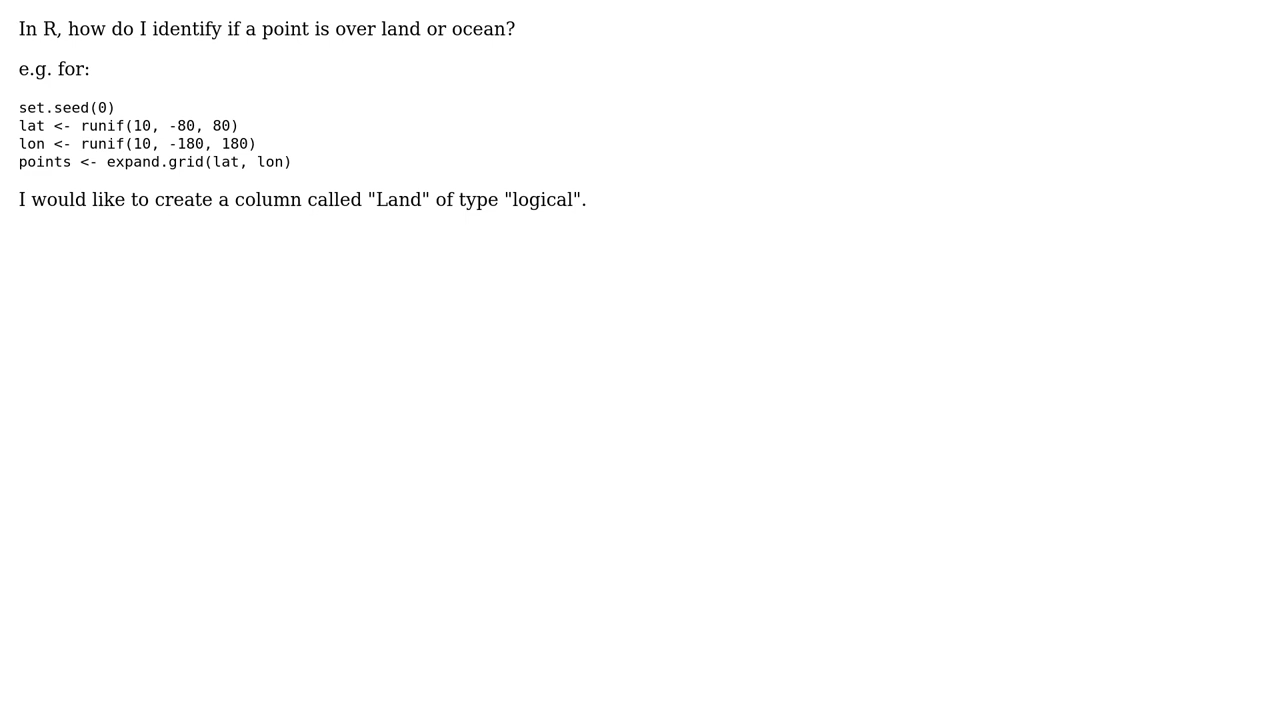 In R, how do I identify if a point is over land or ocean?
e.g. for:
set.seed(0)
lat <- runif(10, -80, 80)
lon <- runif(10, -180, 180)
points <- expand.grid(lat, lon)
I would like to create a column called "Land" of type "logical".